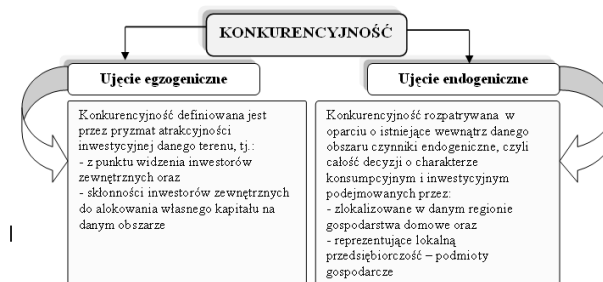 KONKURENCYJNOŚĆ
Ujęcie egzogeniczne
Konkurencyjność definiowana jest
przez pryzmat atrakcyjności
inwestycyjnej danego terenu, tj.:
- z punktu widzenia inwestorów
zewnętrznych oraz
- skłonności inwestorów zewnętrznych
do alokowania własnego kapitału na
danym obszarze
Ujęcie endogeniczne
Konkurencyjność rozpatrywana w
oparciu o istniejące wewnątrz danego
obszaru czynniki endogeniczne, czyli
całość decyzji o charakterze
konsumpcyjnym i inwestycyjnym
podejmowanych przez:
- zlokalizowane w danym regionie
gospodarstwa domowe oraz
- reprezentujące lokalną
przedsiębiorczość – podmioty
gospodarcze